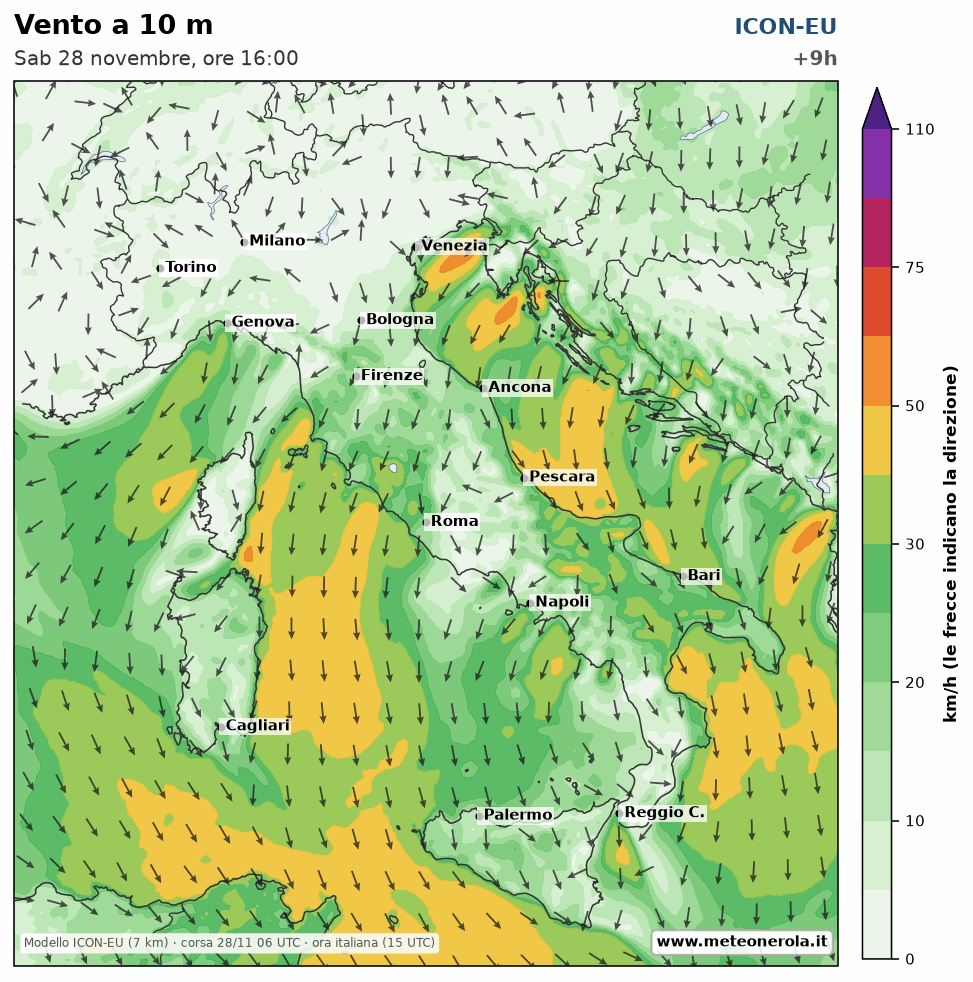 Vento a 10 m
ICON-EU
Sab 28 novembre, ore 16:00
+9h
Milano
Venezia
Torino
Genova
Bologna
Firenze
Ancona
Pescara
Roma
Bari
Napoli
Cagliari
Palermo
Reggio C.
Modello ICON-EU (7 km) · corsa 28/11 06 UTC · ora italiana (15 UTC)
www.meteonerola.it
110
75
50
30
20
10
0
km/h (le frecce indicano la direzione)